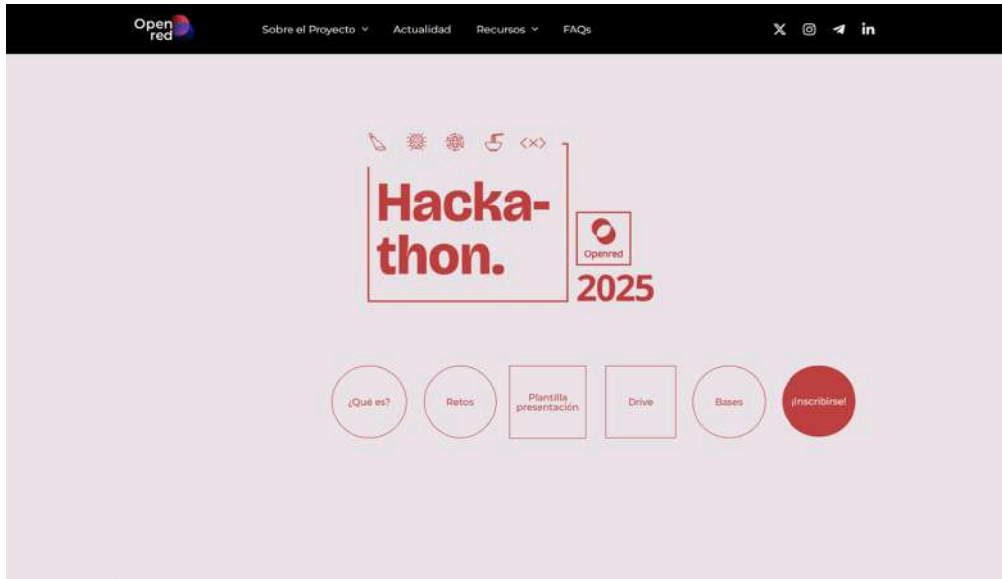 Open
red
Sobre el Proyecto
Actualidad
Recursos
FAQs
in
<×>
Hacka-
thon.
Openred
2025
¿Qué es?
Retos
Plantilla
presentación
Drive
Bases
¡Inscribirse!